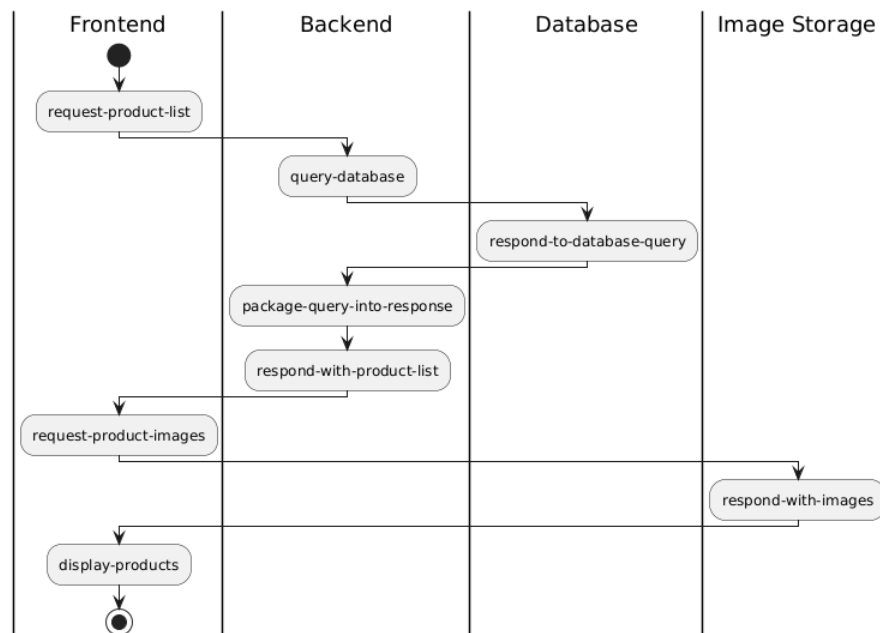 Frontend
Backend
Database
Image Storage
request-product-list
query-database
respond-to-database-query
package-query-into-response
respond-with-product-list
request-product-images
respond-with-images
display-products